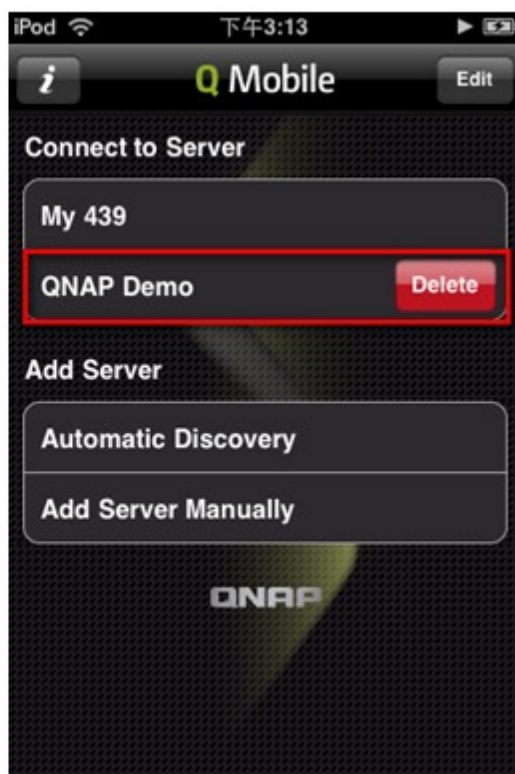 iPod 下午3:13
i Q Mobile Edit
Connect to Server
My 439
QNAP Demo Delete
Add Server
Automatic Discovery
Add Server Manually
QNAP